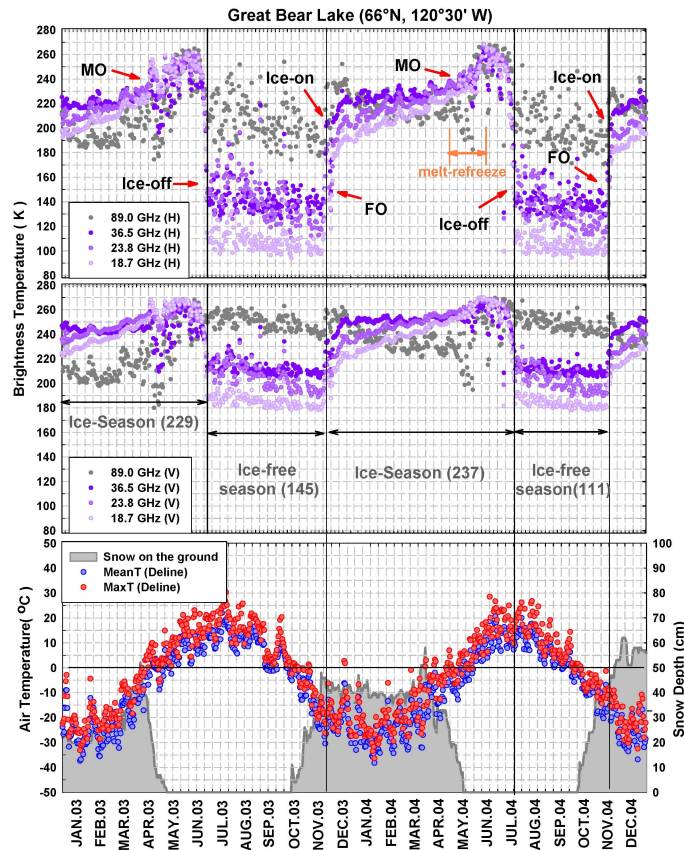 Great Bear Lake (66°N, 120°30' W)
280
260
240
220
200
180
160
140
120
100
80
MO
Ice-on
MO
Ice-on
melt-refreeze
FO
Ice-off
FO
Ice-off
89.0 GHz (H)
36.5 GHz (H)
23.8 GHz (H)
18.7 GHz (H)
Brightness Temperature ( K )
280
260
240
220
200
180
160
140
120
100
80
Ice-Season (229)
Ice-free
season (145)
Ice-Season (237)
Ice-free
season(111)
89.0 GHz (V)
36.5 GHz (V)
23.8 GHz (V)
18.7 GHz (V)
Air Temperature( °C)
50
40
30
20
10
0
-10
-20
-30
-40
-50
Snow on the ground
MeanT (Deline)
MaxT (Deline)
100
90
80
70
60
50
40
30
20
10
0
Snow Depth (cm)
JAN.03
FEB.03
MAR.03
APR.03
MAY.03
JUN.03
JUL.03
AUG.03
SEP.03
OCT.03
NOV.03
DEC.03
JAN.04
FEB.04
MAR.04
APR.04
MAY.04
JUN.04
JUL.04
AUG.04
SEP.04
OCT.04
NOV.04
DEC.04